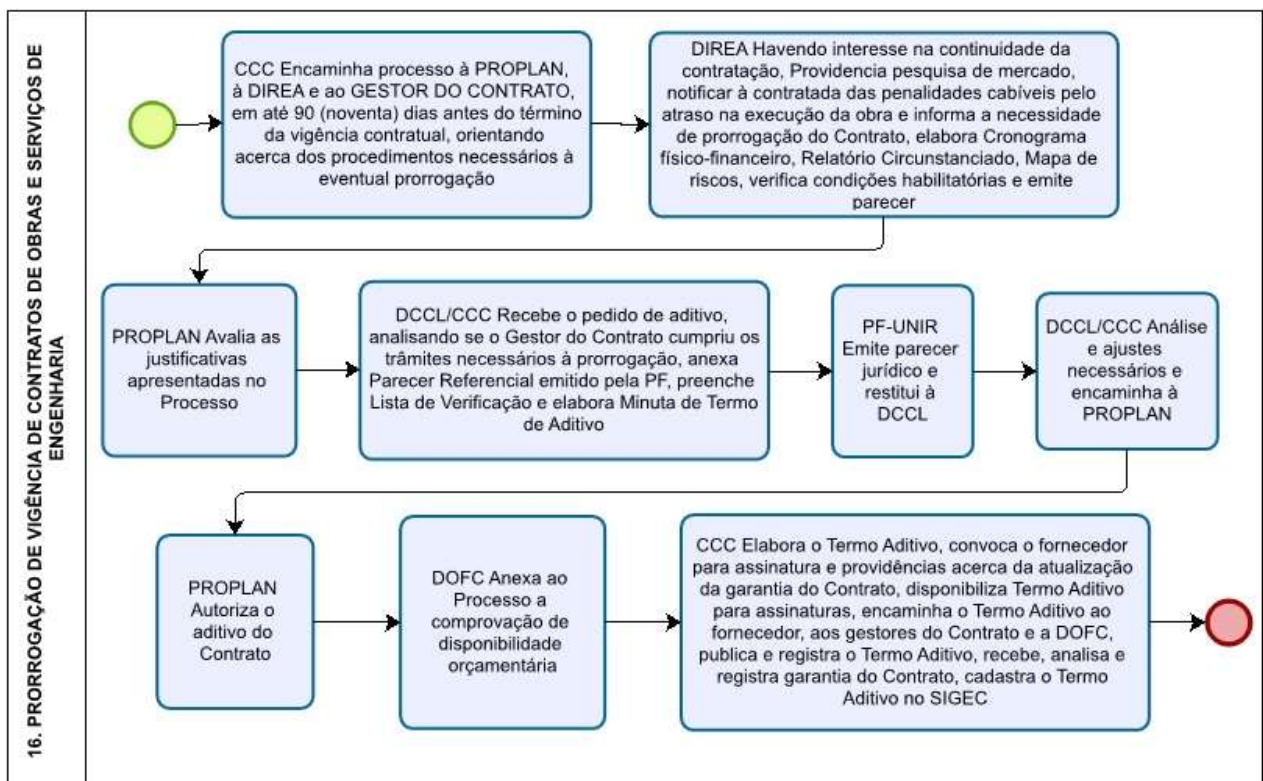 16. PRORROGAÇÃO DE VIGÊNCIA DE CONTRATOS DE OBRAS E SERVIÇOS DE
ENGENHARIA
CCC Encaminha processo à PROPLAN,
à DIREA e ao GESTOR DO CONTRATO,
em até 90 (noventa) dias antes do término
da vigência contratual, orientando
acerca dos procedimentos necessários à
eventual prorrogação
DIREA Havendo interesse na continuidade da
contratação, Providencia pesquisa de mercado,
notificar à contratada das penalidades cabíveis pelo
atraso na execução da obra e informa a necessidade
de prorrogação do Contrato, elabora Cronograma
físico-financeiro, Relatório Circunstanciado, Mapa de
riscos, verifica condições habilitatórias e emite
parecer
PROPLAN Avalia as
justificativas
apresentadas no
Processo
DCCL/CCC Recebe o pedido de aditivo,
analisando se o Gestor do Contrato cumpriu os
trâmites necessários à prorrogação, anexa
Parecer Referencial emitido pela PF, preenche
Lista de Verificação e elabora Minuta de Termo
de Aditivo
PF-UNIR
Emite parecer
jurídico e
restitui à
DCCL
DCCL/CCC Análise
e ajustes
necessários e
encaminha à
PROPLAN
PROPLAN
Autoriza o
aditivo do
Contrato
DOFC Anexa ao
Processo a
comprovação de
disponibilidade
orçamentária
CCC Elabora o Termo Aditivo, convoca o fornecedor
para assinatura e providências acerca da atualização
da garantia do Contrato, disponibiliza Termo Aditivo
para assinaturas, encaminha o Termo Aditivo ao
fornecedor, aos gestores do Contrato e a DOFC,
publica e registra o Termo Aditivo, recebe, analisa e
registra garantia do Contrato, cadastra o Termo
Aditivo no SIGEC